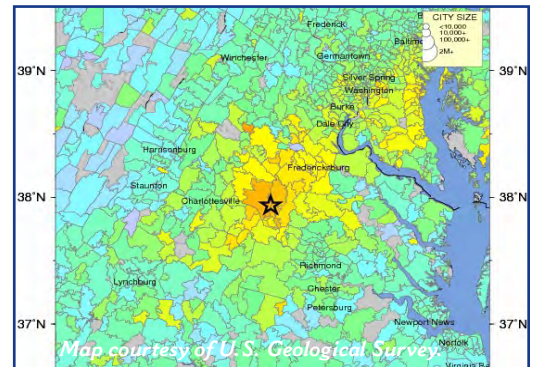 CITY SIZE
<10,000
10,000+
100,000+
2M+
Frederick
Winchester
Germantown
39°N
39°N
Silver Spring
Washington
Burke
Dale City
Harrisonburg
Fredericksburg
Staunton
38°N
Charlottesville
38°N
Richmond
Lynchburg
Chester
Petersburg
37°N
Newport News
37°N
Map courtesy of U.S. Geological Survey.
Norfolk